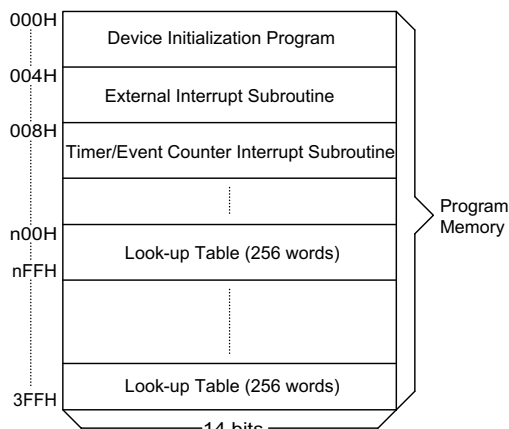 000H
Device Initialization Program
004H
External Interrupt Subroutine
008H
Timer/Event Counter Interrupt Subroutine
n00H
Look-up Table (256 words)
nFFH
Program
Memory
Look-up Table (256 words)
3FFH
14 bits